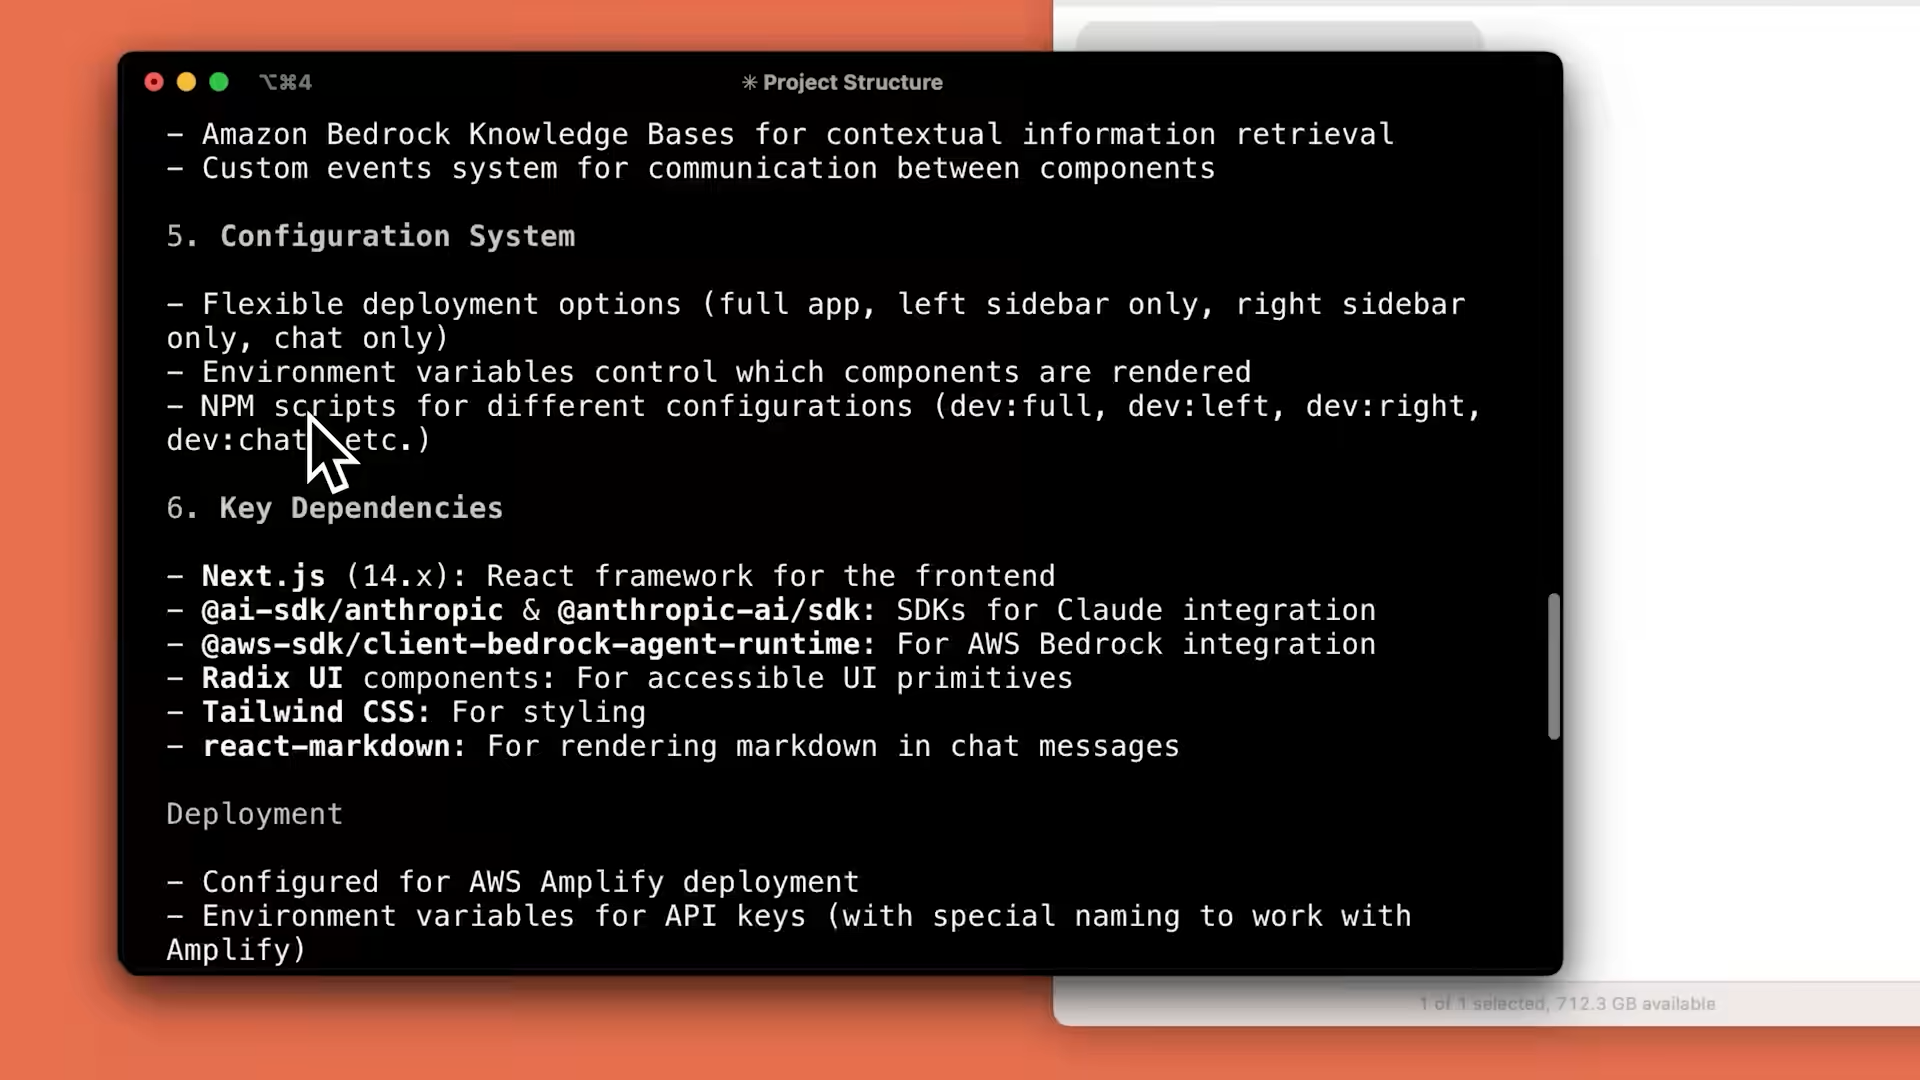 ⌥⌘4
✳ Project Structure
– Amazon Bedrock Knowledge Bases for contextual information retrieval
– Custom events system for communication between components
5. Configuration System
– Flexible deployment options (full app, left sidebar only, right sidebar
only, chat only)
– Environment variables control which components are rendered
– NPM scripts for different configurations (dev:full, dev:left, dev:right,
dev:chat etc.)
6. Key Dependencies
– Next.js (14.x): React framework for the frontend
– @ai-sdk/anthropic & @anthropic-ai/sdk: SDKs for Claude integration
– @aws-sdk/client-bedrock-agent-runtime: For AWS Bedrock integration
– Radix UI components: For accessible UI primitives
– Tailwind CSS: For styling
– react-markdown: For rendering markdown in chat messages
Deployment
– Configured for AWS Amplify deployment
– Environment variables for API keys (with special naming to work with
Amplify)
1 of 1 selected, 712.3 GB available